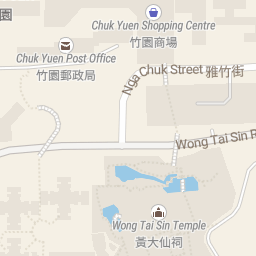 園
Chuk Yuen Shopping Centre
竹園商場
Chuk Yuen Post Office
竹園郵政局
Nga Chuk Street 雅竹街
Wong Tai Sin R
Wong Tai Sin Temple
黃大仙祠